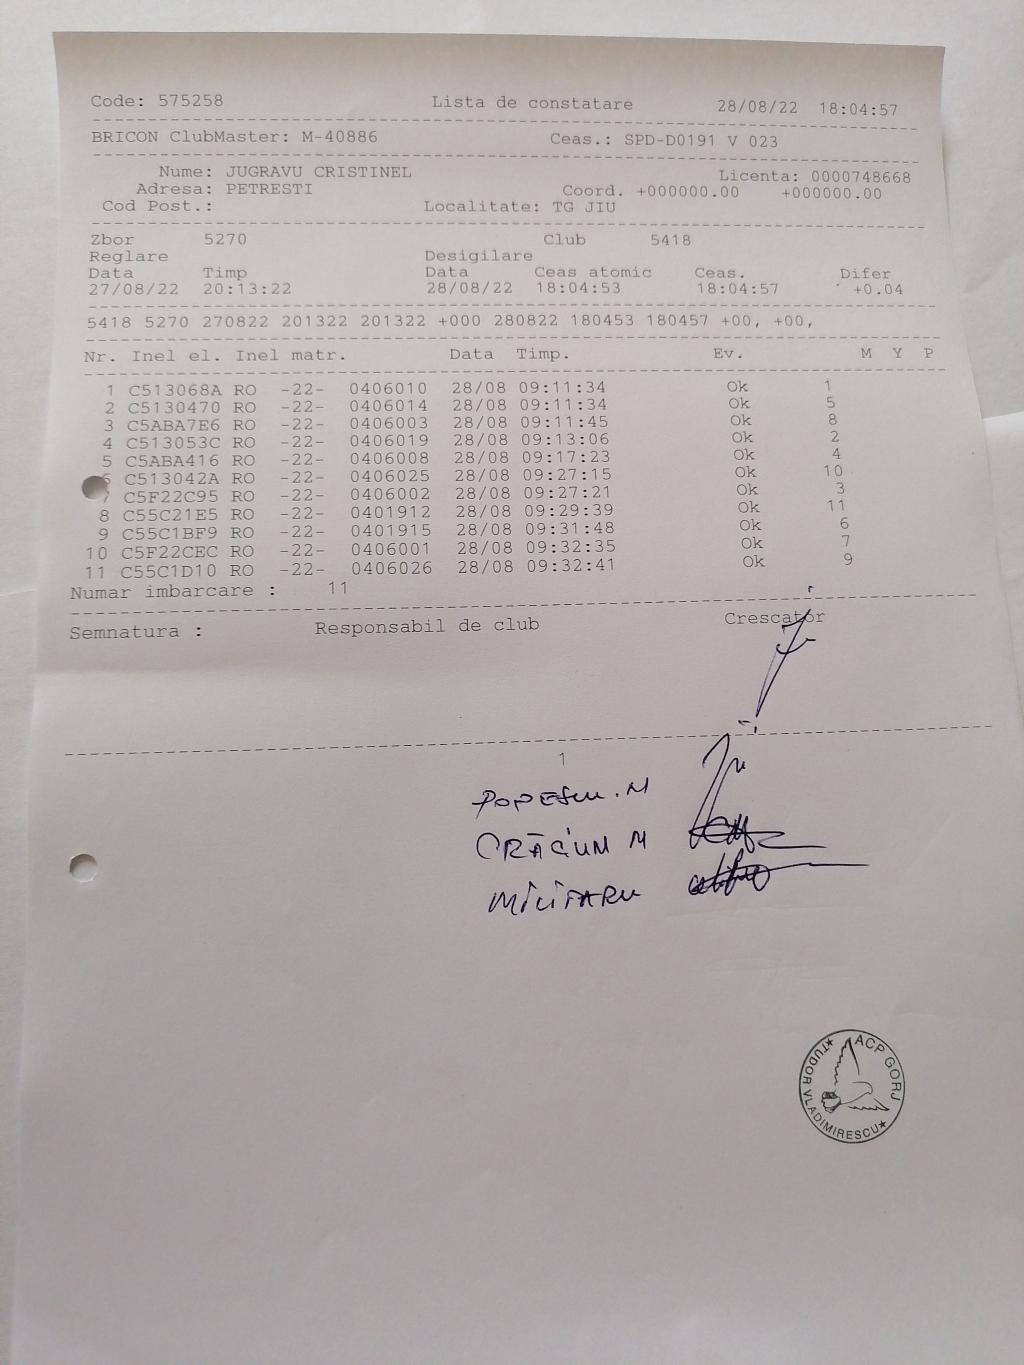 Code: 575258 Lista de constatare 28/08/22 18:04:57
BRICON ClubMaster: M-40886 Ceas.: SPD-D0191 V 023
Nume: JUGRAVU CRISTINEL Licenta: 0000748668
Adresa: PETRESTI Coord. +000000.00 +000000.00
Cod Post.: Localitate: TG JIU
Zbor 5270 Club 5418
Reglare Desigilare
Data Timp Data Ceas atomic Ceas. Difer
27/08/22 20:13:22 28/08/22 18:04:53 18:04:57 +0.04
5418 5270 270822 201322 201322 +000 280822 180453 180457 +00, +00,
Nr. Inel el. Inel matr. Data Timp. Ev. M Y P
1 C513068A RO -22- 0406010 28/08 09:11:34 Ok 1
2 C5130470 RO -22- 0406014 28/08 09:11:34 Ok 5
3 C5ABA7E6 RO -22- 0406003 28/08 09:11:45 Ok 8
4 C513053C RO -22- 0406019 28/08 09:13:06 Ok 2
5 C5ABA416 RO -22- 0406008 28/08 09:17:23 Ok 4
6 C513042A RO -22- 0406025 28/08 09:27:15 Ok 10
7 C5F22C95 RO -22- 0406002 28/08 09:27:21 Ok 3
8 C55C21E5 RO -22- 0401912 28/08 09:29:39 Ok 11
9 C55C1BF9 RO -22- 0401915 28/08 09:31:48 Ok 6
10 C5F22CEC RO -22- 0406001 28/08 09:32:35 Ok 7
11 C55C1D10 RO -22- 0406026 28/08 09:32:41 Ok 9
Numar imbarcare : 11
Semnatura : Responsabil de club Crescator
1
POPESCU.M
CRĂCIUN M
MILITARU
ACP GORJ
★TUDOR VLADIMIRESCU★